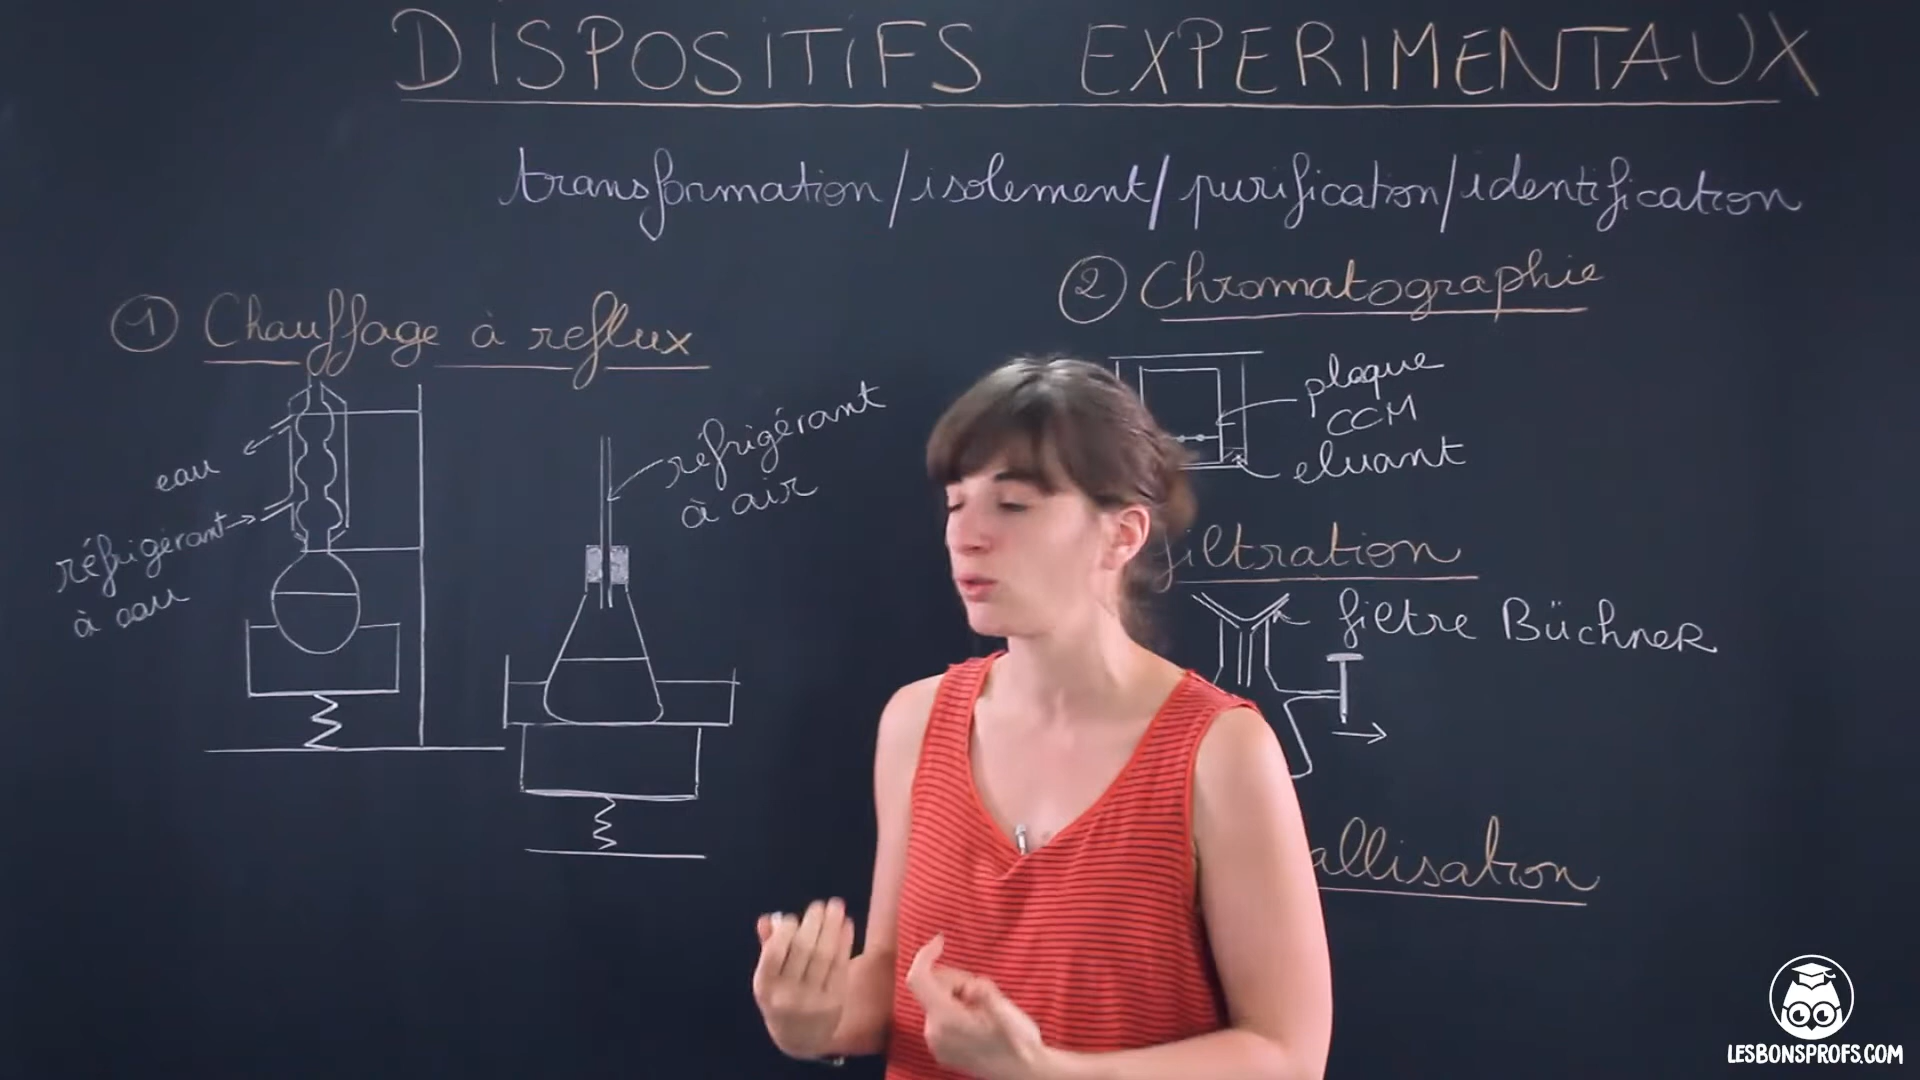 DISPOSITIFS EXPERIMENTAUX
transformation/isolement/purification/identification
1 Chauffage à reflux
eau
réfrigérant
à eau
réfrigérant
à air
2 Chromatographie
plaque
CCM
eluant
filtration
filtre Büchner
allisation
LESBONSPROFS.COM